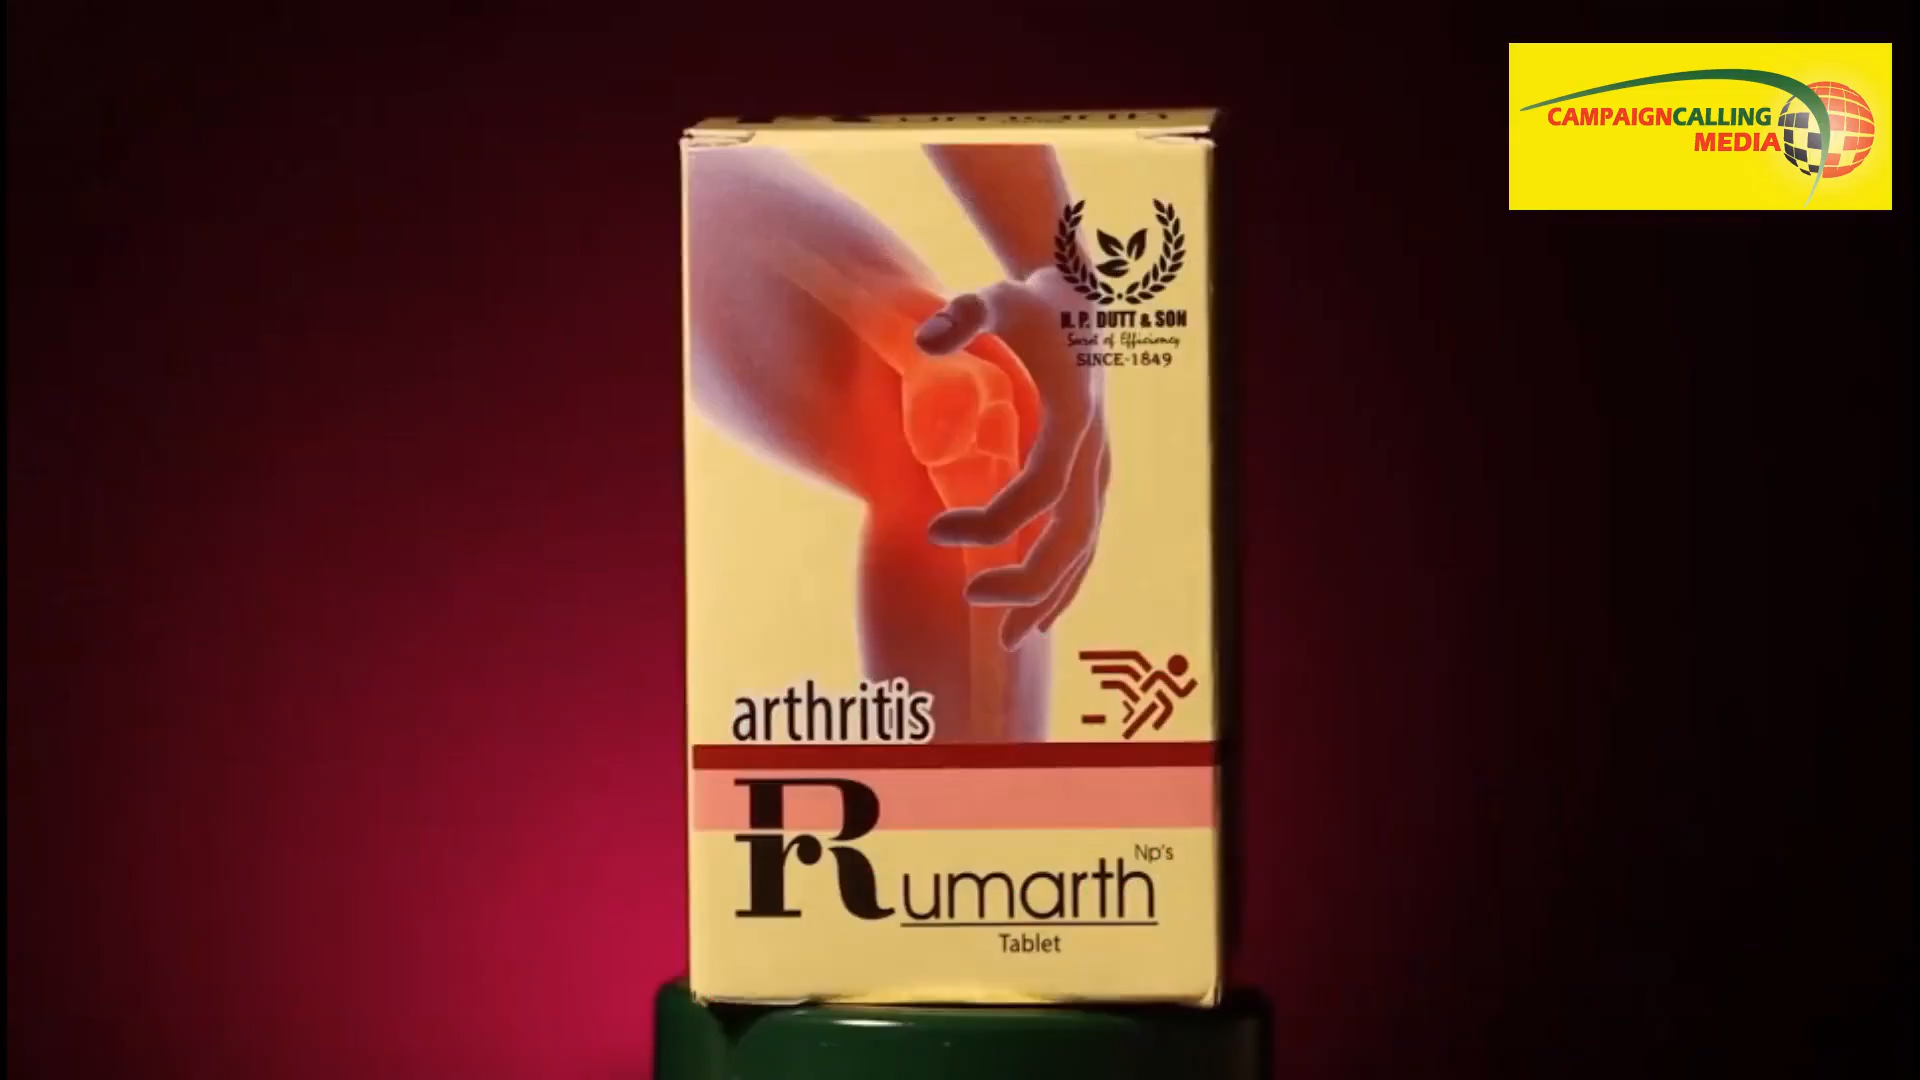 CAMPAIGNCALLING
MEDIA
N. P. DUTT & SON
Secret of Efficiency
SINCE-1849
arthritis
Rumarth
Np's
Tablet